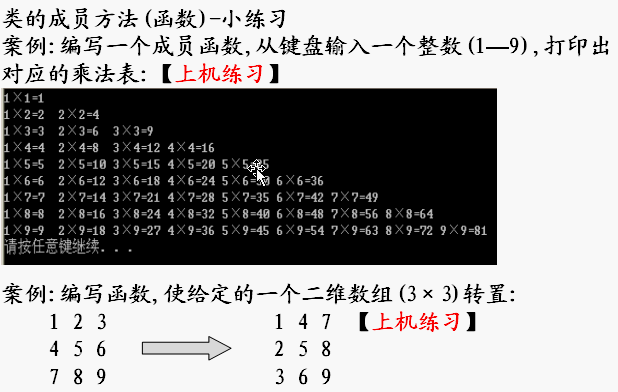 类的成员方法(函数)-小练习
案例:编写一个成员函数,从键盘输入一个整数(1—9),打印出
对应的乘法表:【上机练习】
1×1=1
1×2=2 2×2=4
1×3=3 2×3=6 3×3=9
1×4=4 2×4=8 3×4=12 4×4=16
1×5=5 2×5=10 3×5=15 4×5=20 5×5=25
1×6=6 2×6=12 3×6=18 4×6=24 5×6=30 6×6=36
1×7=7 2×7=14 3×7=21 4×7=28 5×7=35 6×7=42 7×7=49
1×8=8 2×8=16 3×8=24 4×8=32 5×8=40 6×8=48 7×8=56 8×8=64
1×9=9 2×9=18 3×9=27 4×9=36 5×9=45 6×9=54 7×9=63 8×9=72 9×9=81
请按任意键继续. . .
案例:编写函数,使给定的一个二维数组(3×3)转置:
1 2 3 1 4 7 【上机练习】
4 5 6 2 5 8
7 8 9 3 6 9